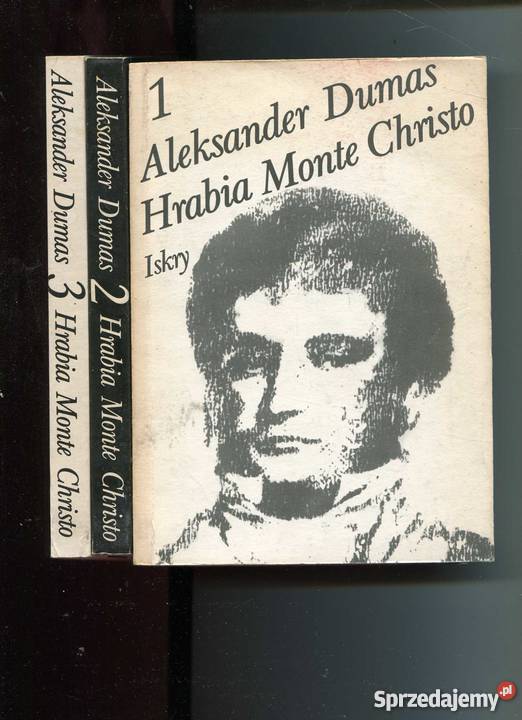 1
Aleksander Dumas
Hrabia Monte Christo
Iskry
Aleksander Dumas 2 Hrabia Monte Christo
Aleksander Dumas 3 Hrabia Monte Christo
Sprzedajemy.pl